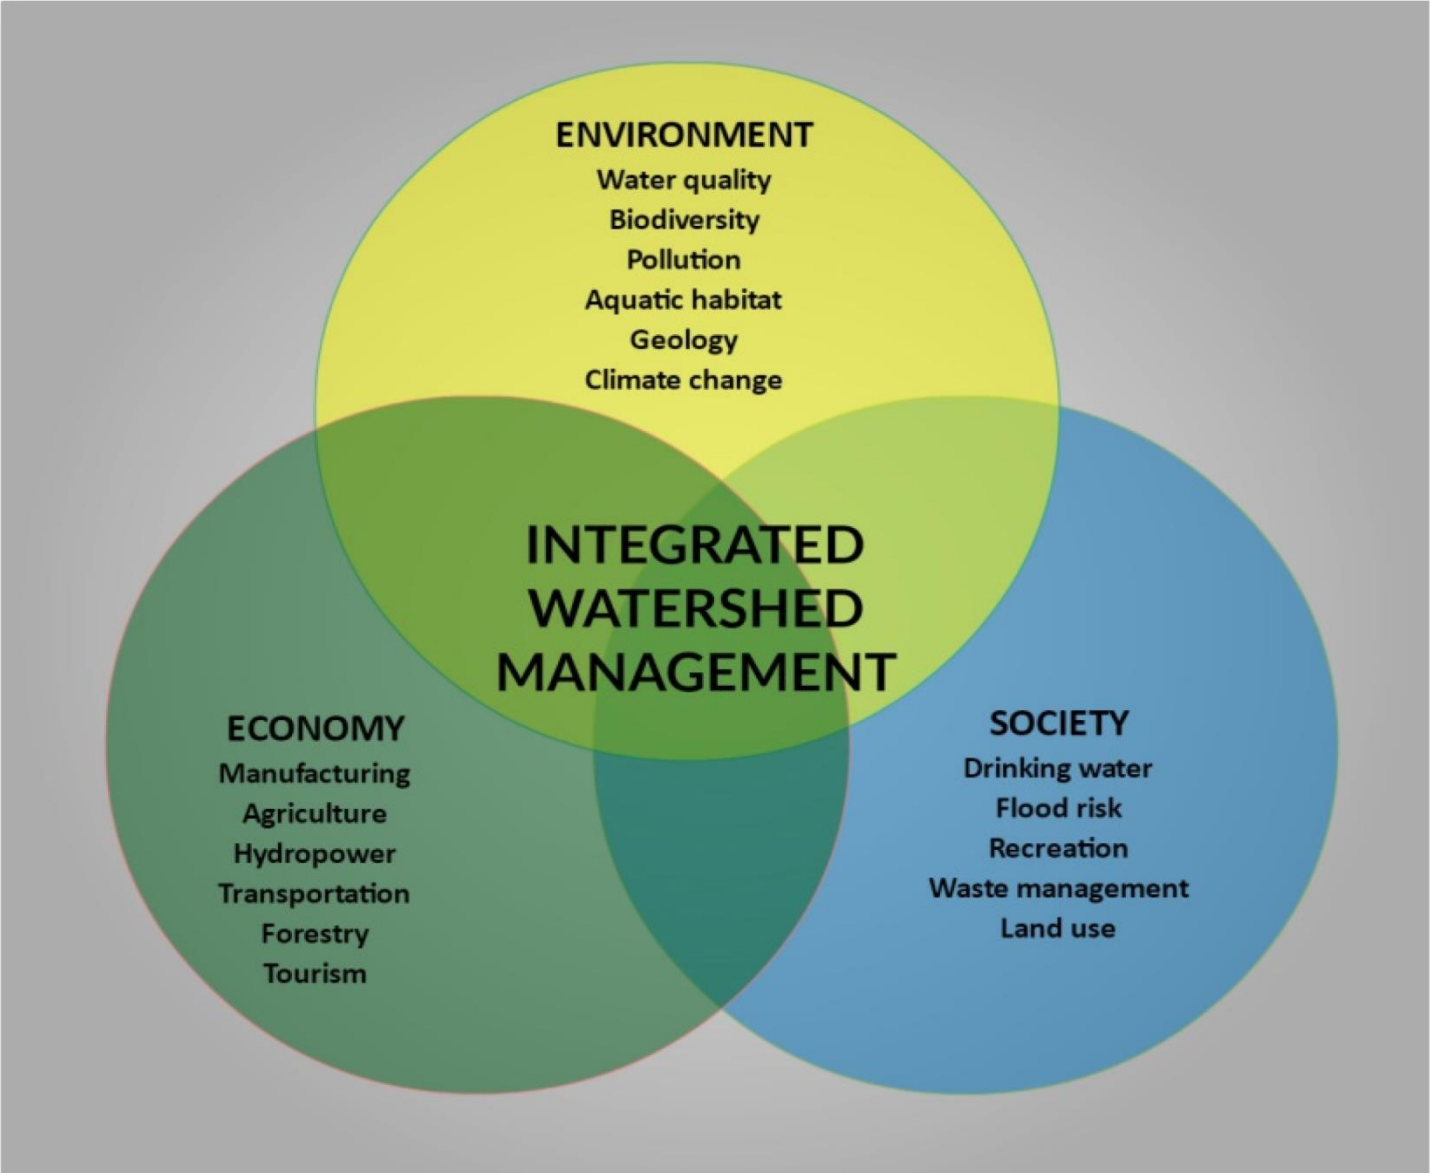 ENVIRONMENT
Water quality
Biodiversity
Pollution
Aquatic habitat
Geology
Climate change
INTEGRATED
WATERSHED
MANAGEMENT
ECONOMY
Manufacturing
Agriculture
Hydropower
Transportation
Forestry
Tourism
SOCIETY
Drinking water
Flood risk
Recreation
Waste management
Land use